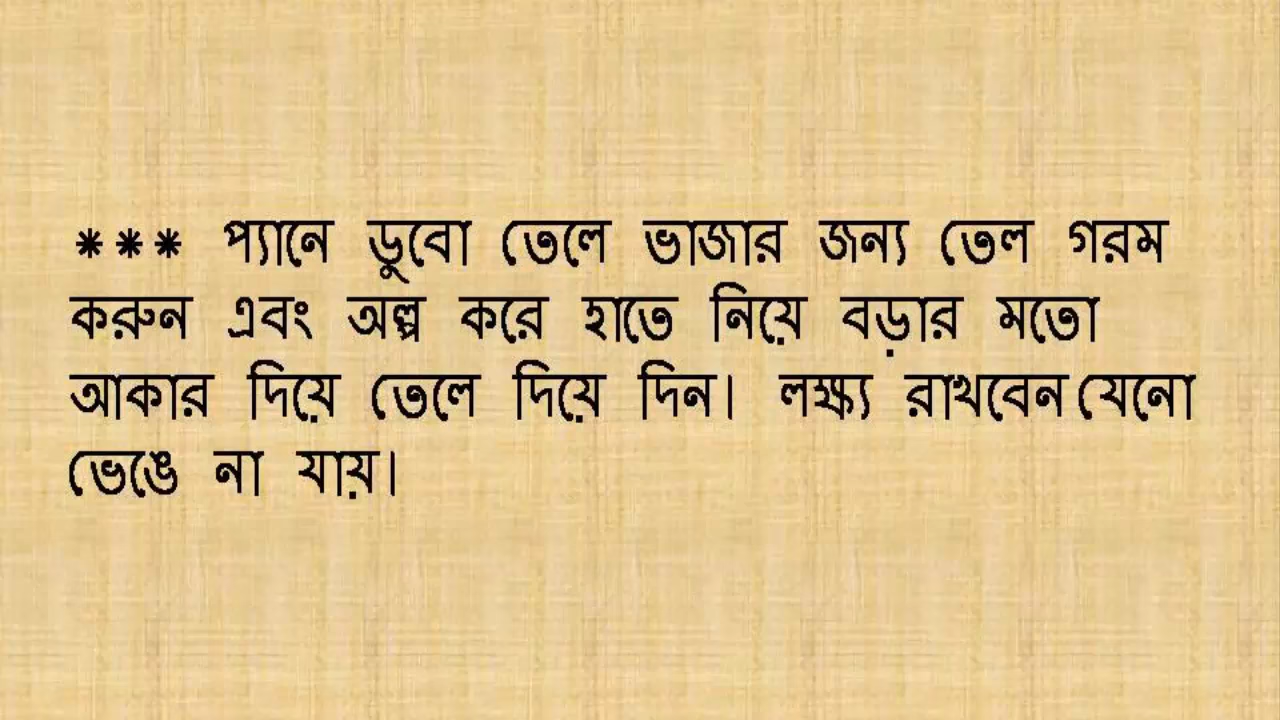 *** প্যানে ডুবো তেলে ভাজার জন্য তেল গরম
করুন এবং অল্প করে হাতে নিয়ে বড়ার মতো
আকার দিয়ে তেলে দিয়ে দিন। লক্ষ্য রাখবেন যেনো
ভেঙে না যায়।